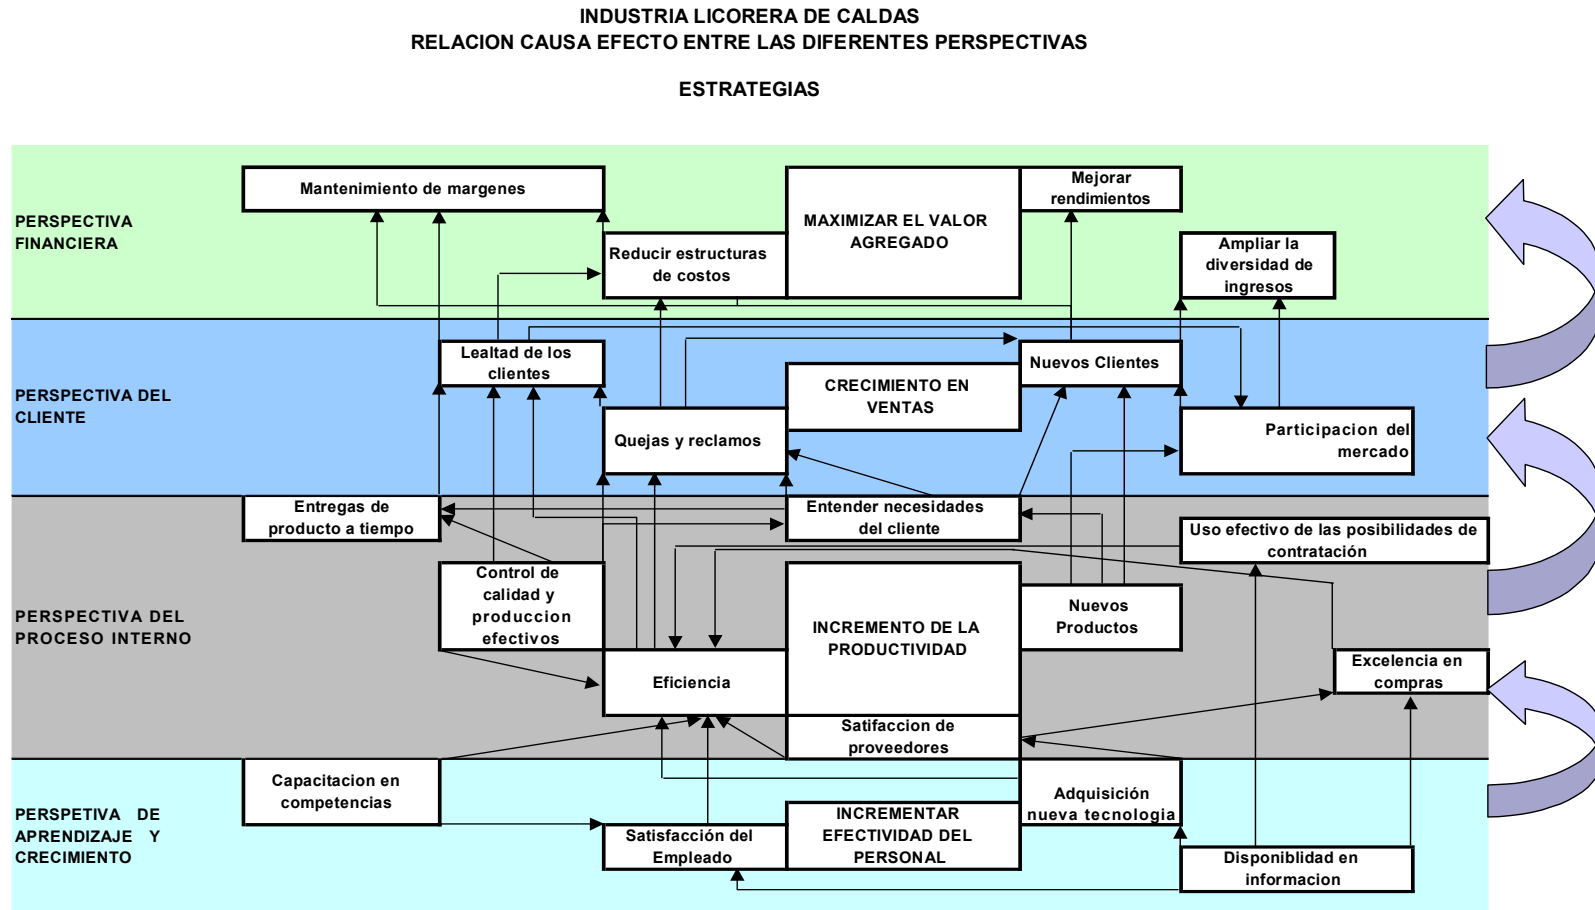 INDUSTRIA LICORERA DE CALDAS
RELACION CAUSA EFECTO ENTRE LAS DIFERENTES PERSPECTIVAS
ESTRATEGIAS
PERSPECTIVA
FINANCIERA
Mantenimiento de margenes
Reducir estructuras
de costos
MAXIMIZAR EL VALOR
AGREGADO
Mejorar
rendimientos
Ampliar la
diversidad de
ingresos
PERSPECTIVA DEL
CLIENTE
Lealtad de los
clientes
Quejas y reclamos
CRECIMIENTO EN
VENTAS
Nuevos Clientes
Participacion del
mercado
PERSPECTIVA DEL
PROCESO INTERNO
Entregas de
producto a tiempo
Entender necesidades
del cliente
Uso efectivo de las posibilidades de
contratación
Control de
calidad y
produccion
efectivos
Eficiencia
INCREMENTO DE LA
PRODUCTIVIDAD
Nuevos
Productos
Excelencia en
compras
Satifaccion de
proveedores
PERSPETIVA DE
APRENDIZAJE Y
CRECIMIENTO
Capacitacion en
competencias
Satisfacción del
Empleado
INCREMENTAR
EFECTIVIDAD DEL
PERSONAL
Adquisición
nueva tecnologia
Disponiblidad en
informacion